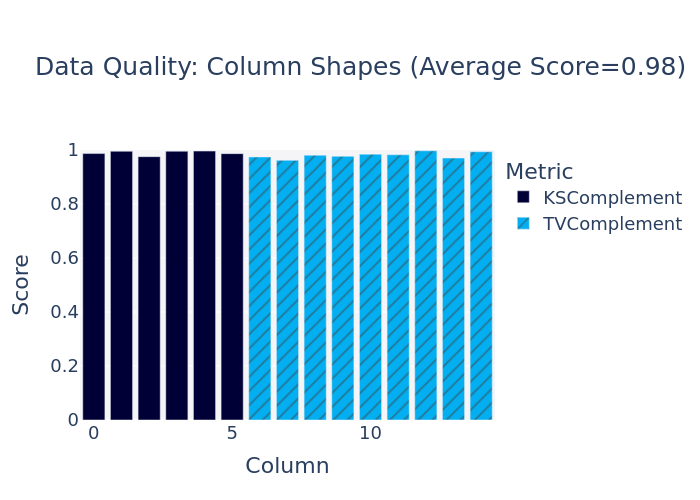 Data Quality: Column Shapes (Average Score=0.98)
Metric
KSComplement
TVComplement
Score
1
0.8
0.6
0.4
0.2
0
0 5 10
Column